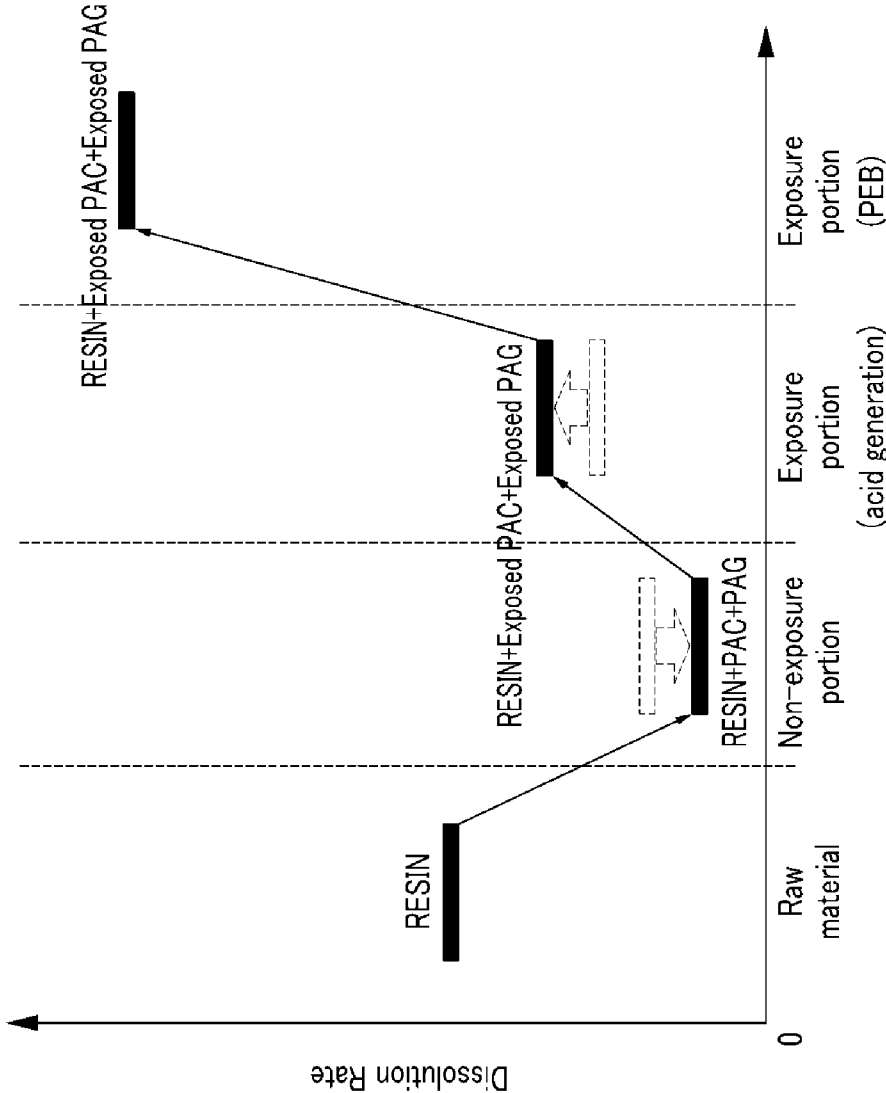 Dissolution Rate
RESIN+Exposed PAC+Exposed PAG
RESIN+Exposed PAC+Exposed PAG
RESIN
RESIN+PAC+PAG
0
Raw
material
Non-exposure
portion
Exposure
portion
(acid generation)
Exposure
portion
(PEB)